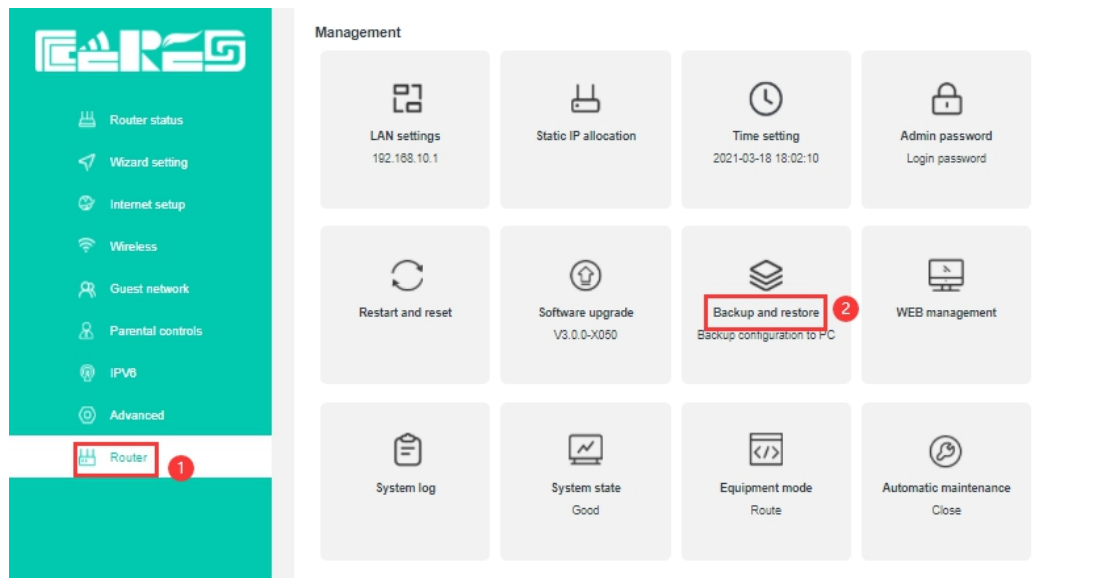 CARES
Router status
Wizard setting
Internet setup
Wireless
Guest network
Parental controls
IPV6
Advanced
Router
1
Management
LAN settings
192.168.10.1
Static IP allocation
Time setting
2021-03-18 18:02:10
Admin password
Login password
Restart and reset
Software upgrade
V3.0.0-X050
Backup and restore
2
Backup configuration to PC
WEB management
System log
System state
Good
Equipment mode
Route
Automatic maintenance
Close